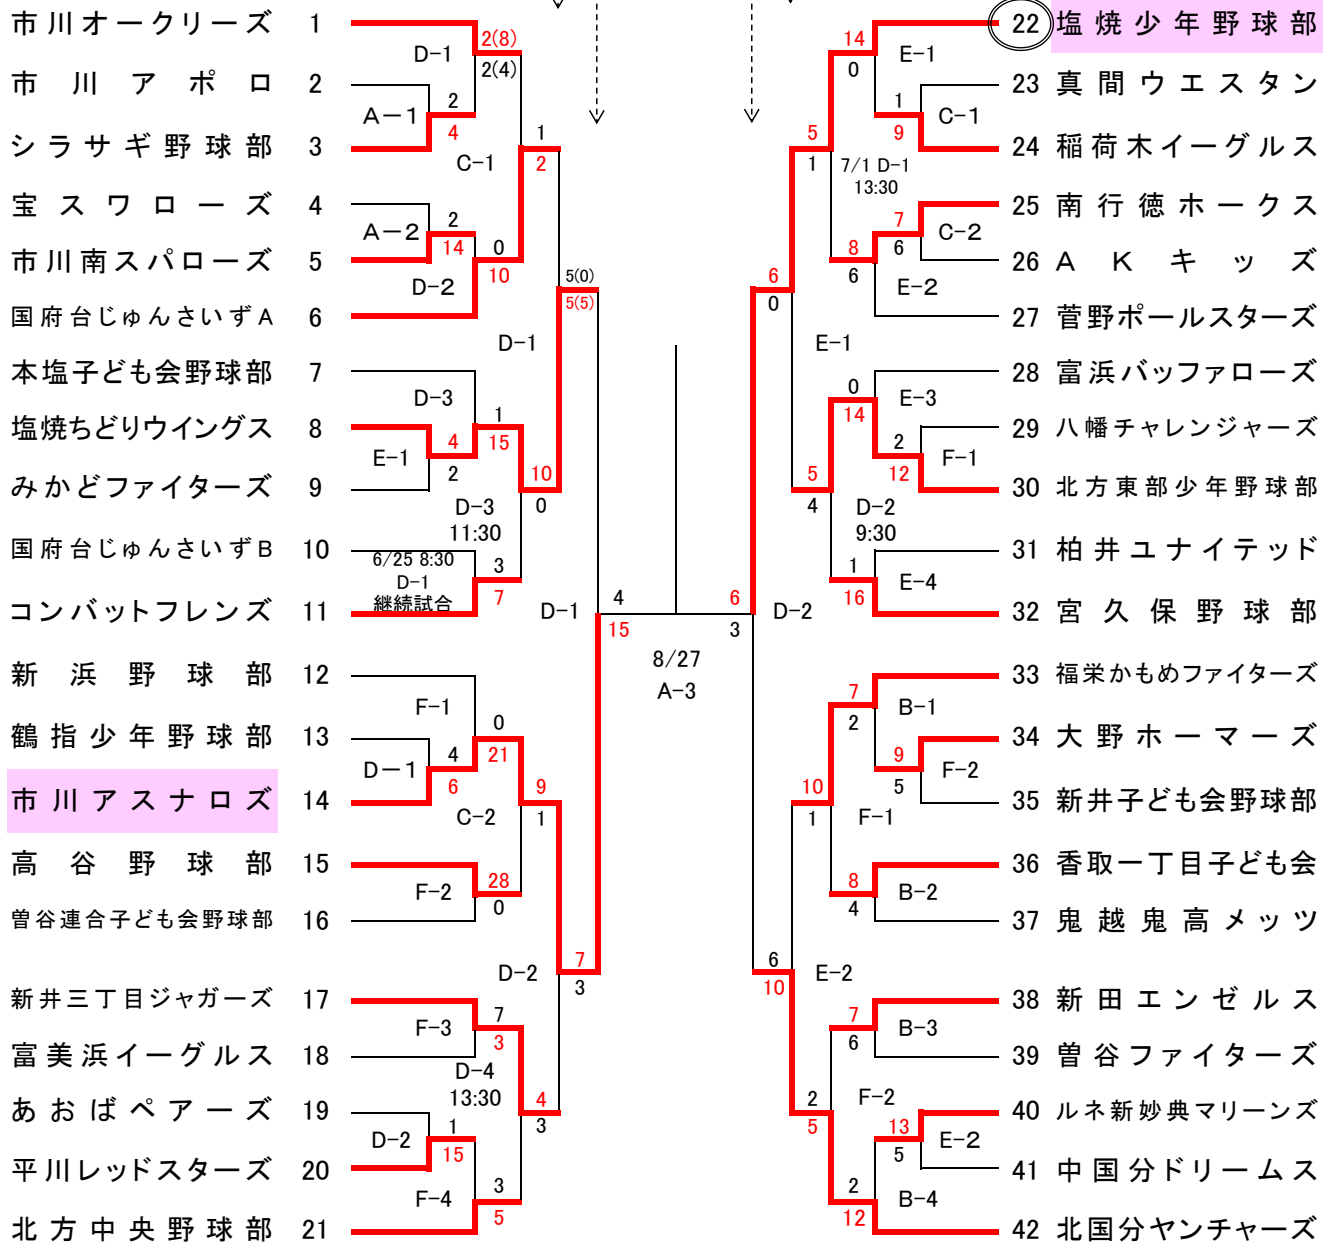 市川オークリーズ 1
市川アポロ 2
シラサギ野球部 3
宝スワローズ 4
市川南スパローズ 5
国府台じゅんさいずA 6
本塩子ども会野球部 7
塩焼ちどりウイングス 8
みかどファイターズ 9
国府台じゅんさいずB 10
コンバットフレンズ 11
新浜野球部 12
鶴指少年野球部 13
市川アスナロズ 14
高谷野球部 15
曽谷連合子ども会野球部 16
新井三丁目ジャガーズ 17
富美浜イーグルス 18
あおばペアーズ 19
平川レッドスターズ 20
北方中央野球部 21
D-1
2(8)
2(4)
A-1
2
4
C-1
1
2
A-2
2
14
0
10
D-2
5(0)
5(5)
D-1
D-3
1
15
4
2
E-1
10
0
D-3
11:30
6/25 8:30
D-1
継続試合
3
7
D-1
4
15
F-1
0
21
D-1
4
6
9
1
C-2
F-2
28
0
D-2
7
3
F-3
7
3
D-4
13:30
4
3
D-2
1
15
F-4
3
5
8/27
A-3
6
3
D-2
14
0
E-1
1
9
C-1
5
1
7/1 D-1
13:30
7
6
C-2
8
6
E-2
6
0
E-1
0
14
E-3
2
12
F-1
5
4
D-2
9:30
1
16
E-4
7
2
B-1
9
5
F-2
10
1
F-1
8
4
B-2
6
10
E-2
7
6
B-3
2
5
F-2
13
5
E-2
2
12
B-4
22 塩焼少年野球部
23 真間ウエスタン
24 稲荷木イーグルス
25 南行徳ホークス
26 AKキッズ
27 菅野ポールスターズ
28 富浜バッファローズ
29 八幡チャレンジャーズ
30 北方東部少年野球部
31 柏井ユナイテッド
32 宮久保野球部
33 福栄かもめファイターズ
34 大野ホーマーズ
35 新井子ども会野球部
36 香取一丁目子ども会
37 鬼越鬼高メッツ
38 新田エンゼルス
39 曽谷ファイターズ
40 ルネ新妙典マリーンズ
41 中国分ドリームス
42 北国分ヤンチャーズ